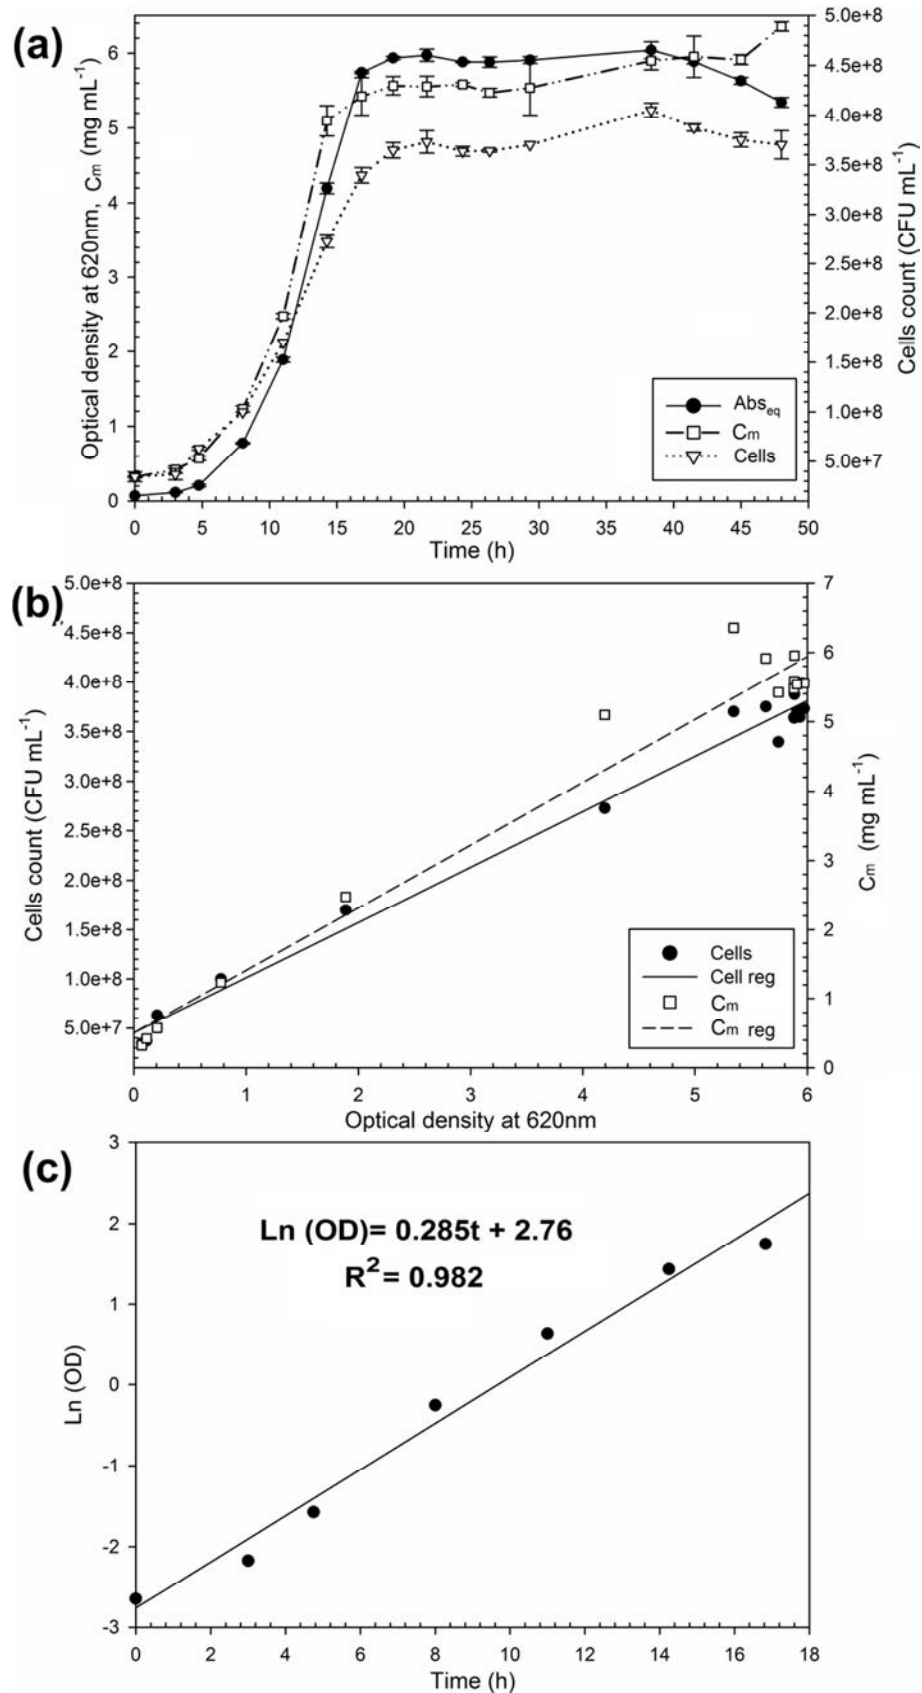 (a)
Optical density at 620nm, Cm (mg mL-1)
6
5
4
3
2
1
0
5.0e+8
4.5e+8
4.0e+8
3.5e+8
3.0e+8
2.5e+8
2.0e+8
1.5e+8
1.0e+8
5.0e+7
Cells count (CFU mL-1)
Abseq
Cm
Cells
0 5 10 15 20 25 30 35 40 45 50
Time (h)
(b)
Cells count (CFU mL-1)
5.0e+8
4.5e+8
4.0e+8
3.5e+8
3.0e+8
2.5e+8
2.0e+8
1.5e+8
1.0e+8
5.0e+7
7
6
5
4
3
2
1
0
Cm (mg mL-1)
Cells
Cell reg
Cm
Cm reg
0 1 2 3 4 5 6
Optical density at 620nm
(c)
Ln (OD)
3
2
1
0
-1
-2
-3
Ln (OD)= 0.285t + 2.76
R2 = 0.982
0 2 4 6 8 10 12 14 16 18
Time (h)